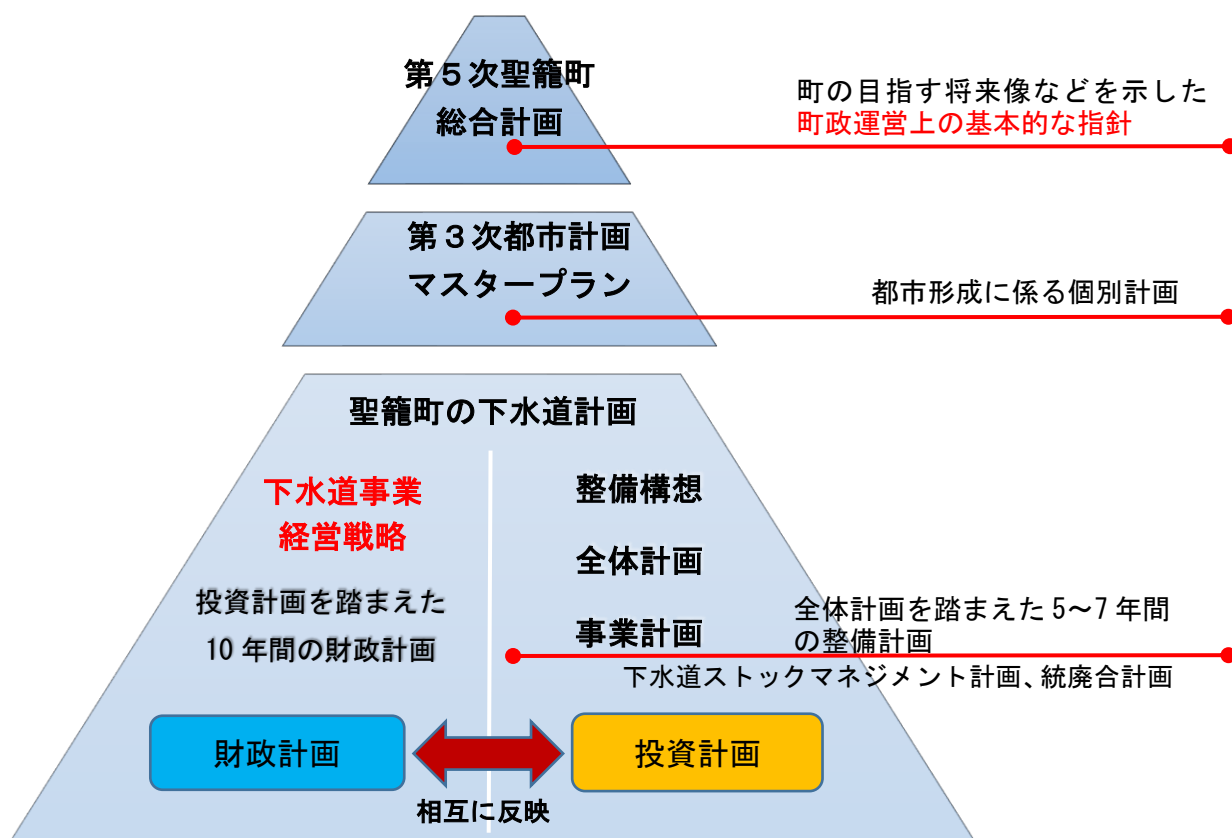 第５次聖籠町
総合計画
町の目指す将来像などを示した
町政運営上の基本的な指針
第３次都市計画
マスタープラン
都市形成に係る個別計画
聖籠町の下水道計画
下水道事業
経営戦略
投資計画を踏まえた
10 年間の財政計画
整備構想
全体計画
事業計画
全体計画を踏まえた 5～7 年間
の整備計画
下水道ストックマネジメント計画、統廃合計画
財政計画
投資計画
相互に反映